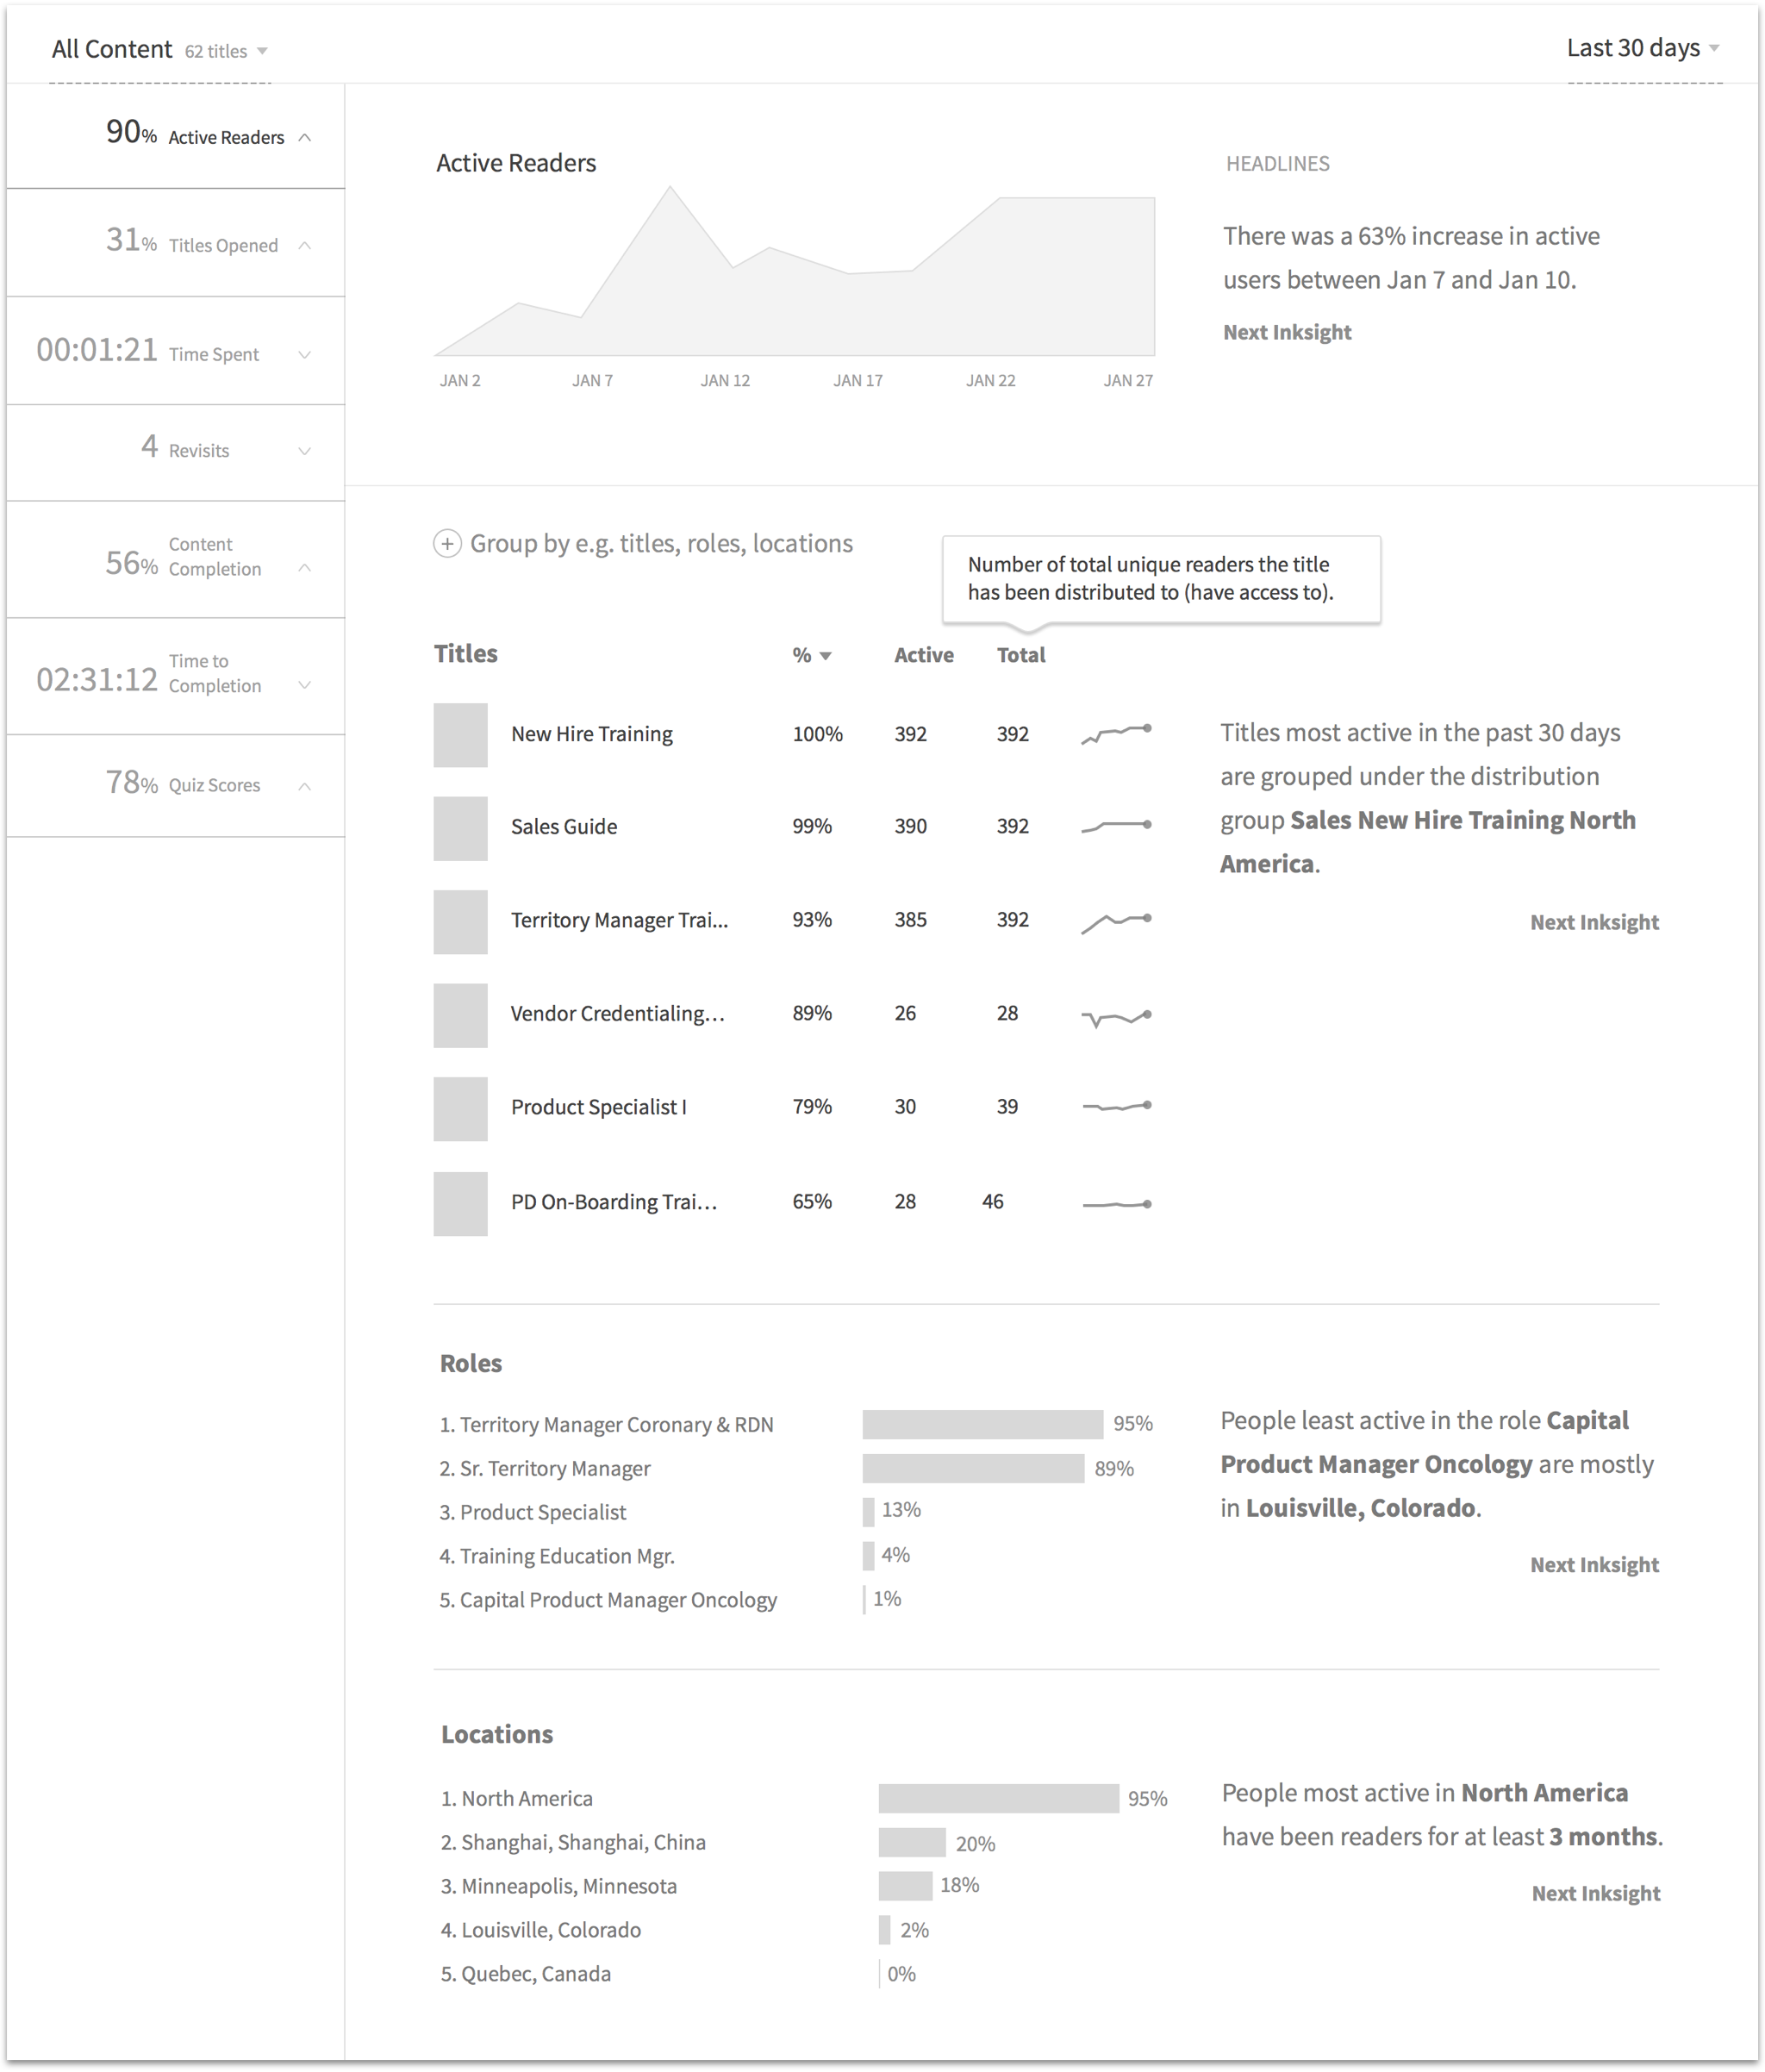 All Content 62 titles
Last 30 days
90% Active Readers
31% Titles Opened
00:01:21 Time Spent
4 Revisits
56% Content
Completion
02:31:12 Time to
Completion
78% Quiz Scores
Active Readers
JAN 2 JAN 7 JAN 12 JAN 17 JAN 22 JAN 27
HEADLINES
There was a 63% increase in active
users between Jan 7 and Jan 10.
Next Inksight
+ Group by e.g. titles, roles, locations
Number of total unique readers the title
has been distributed to (have access to).
Titles % Active Total
New Hire Training 100% 392 392
Sales Guide 99% 390 392
Territory Manager Trai... 93% 385 392
Vendor Credentialing... 89% 26 28
Product Specialist I 79% 30 39
PD On-Boarding Trai... 65% 28 46
Titles most active in the past 30 days
are grouped under the distribution
group Sales New Hire Training North
America.
Next Inksight
Roles
1. Territory Manager Coronary & RDN 95%
2. Sr. Territory Manager 89%
3. Product Specialist 13%
4. Training Education Mgr. 4%
5. Capital Product Manager Oncology 1%
People least active in the role Capital
Product Manager Oncology are mostly
in Louisville, Colorado.
Next Inksight
Locations
1. North America 95%
2. Shanghai, Shanghai, China 20%
3. Minneapolis, Minnesota 18%
4. Louisville, Colorado 2%
5. Quebec, Canada 0%
People most active in North America
have been readers for at least 3 months.
Next Inksight